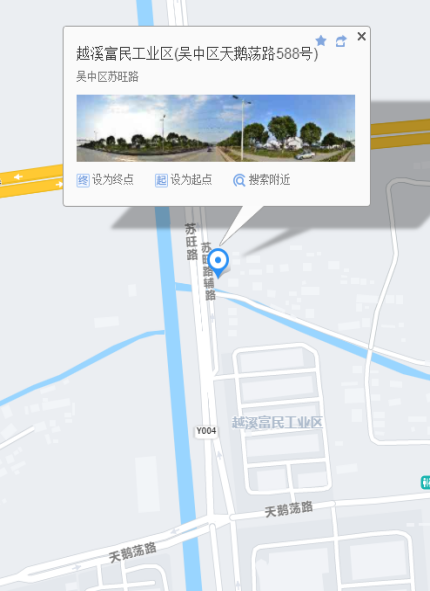 越溪富民工业区(吴中区天鹅荡路588号)
吴中区苏旺路
终 设为终点
起 设为起点
搜索附近
苏旺路
苏旺路辅路
越溪富民工业区
Y004
天鹅荡路
天鹅荡路